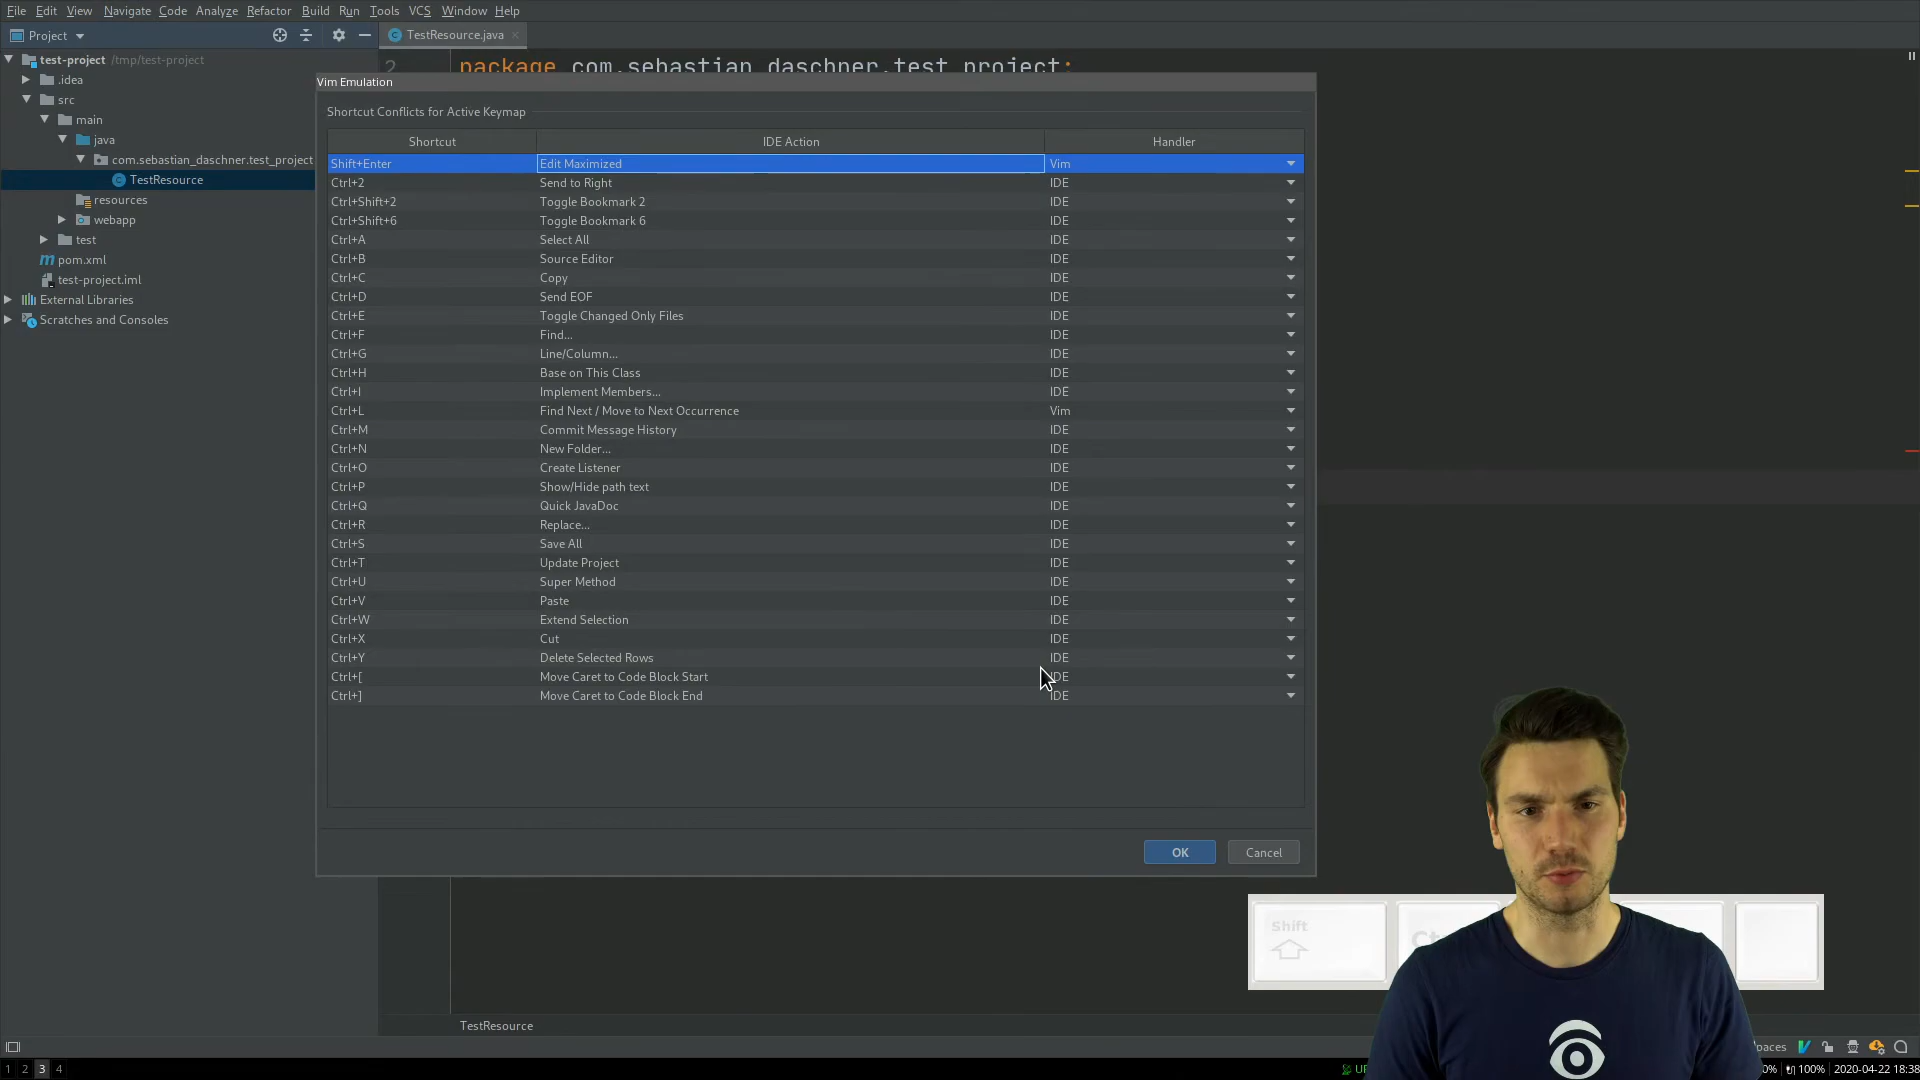 File Edit View Navigate Code Analyze Refactor Build Run Tools VCS Window Help
Project
TestResource.java
test-project /tmp/test-project
2
package com.sebastian_daschner.test_project;
.idea
src
main
java
com.sebastian_daschner.test_project
TestResource
resources
webapp
test
pom.xml
test-project.iml
External Libraries
Scratches and Consoles
Vim Emulation
Shortcut Conflicts for Active Keymap
Shortcut IDE Action Handler
Shift+Enter Edit Maximized Vim
Ctrl+2 Send to Right IDE
Ctrl+Shift+2 Toggle Bookmark 2 IDE
Ctrl+Shift+6 Toggle Bookmark 6 IDE
Ctrl+A Select All IDE
Ctrl+B Source Editor IDE
Ctrl+C Copy IDE
Ctrl+D Send EOF IDE
Ctrl+E Toggle Changed Only Files IDE
Ctrl+F Find... IDE
Ctrl+G Line/Column... IDE
Ctrl+H Base on This Class IDE
Ctrl+I Implement Members... IDE
Ctrl+L Find Next / Move to Next Occurrence Vim
Ctrl+M Commit Message History IDE
Ctrl+N New Folder... IDE
Ctrl+O Create Listener IDE
Ctrl+P Show/Hide path text IDE
Ctrl+Q Quick JavaDoc IDE
Ctrl+R Replace... IDE
Ctrl+S Save All IDE
Ctrl+T Update Project IDE
Ctrl+U Super Method IDE
Ctrl+V Paste IDE
Ctrl+W Extend Selection IDE
Ctrl+X Cut IDE
Ctrl+Y Delete Selected Rows IDE
Ctrl+[ Move Caret to Code Block Start IDE
Ctrl+] Move Caret to Code Block End IDE
OK Cancel
Shift
TestResource
1 2 3 4
100% 2020-04-22 18:38